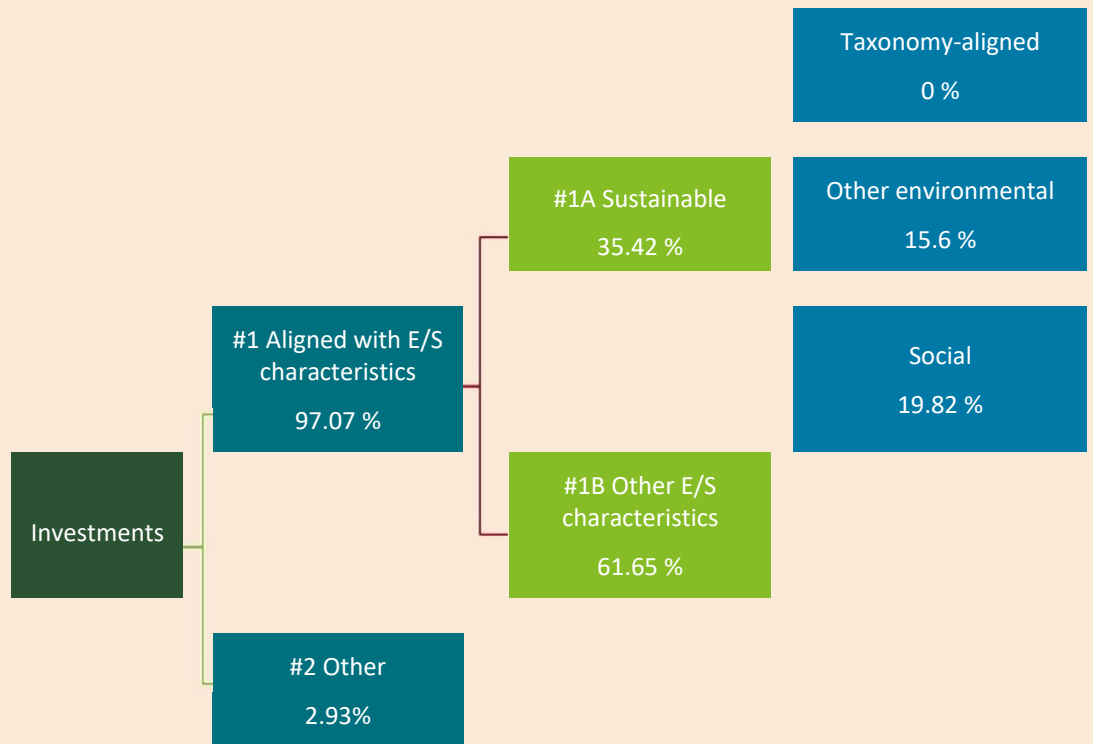 Taxonomy-aligned
0 %
#1A Sustainable
35.42 %
Other environmental
15.6 %
#1 Aligned with E/S
characteristics
97.07 %
Social
19.82 %
Investments
#1B Other E/S
characteristics
61.65 %
#2 Other
2.93%